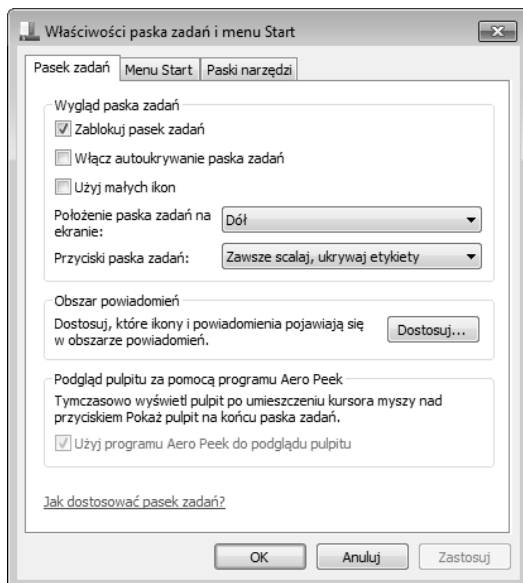 Właściwości paska zadań i menu Start
Pasek zadań
Menu Start
Paski narzędzi
Wygląd paska zadań
Zablokuj pasek zadań
Włącz autoukrywanie paska zadań
Użyj małych ikon
Położenie paska zadań na
ekranie:
Dół
Przyciski paska zadań:
Zawsze scalaj, ukrywaj etykiety
Obszar powiadomień
Dostosuj, które ikony i powiadomienia pojawiają się
w obszarze powiadomień.
Dostosuj...
Podgląd pulpitu za pomocą programu Aero Peek
Tymczasowo wyświetl pulpit po umieszczeniu kursora myszy nad
przyciskiem Pokaż pulpit na końcu paska zadań.
Użyj programu Aero Peek do podglądu pulpitu
Jak dostosować pasek zadań?
OK
Anuluj
Zastosuj